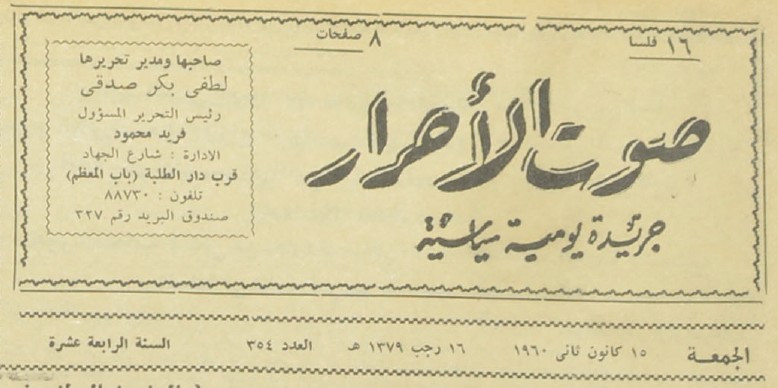 ١٦ فلسا
٨ صفحات
صوت الأحرار
جريدة يومية سياسية
صاحبها ومدير تحريرها
لطفي بكر صدقي
رئيس التحرير المسؤول
فريد محمود
الادارة : شارع الجهاد
قرب دار الطلبة (باب المعظم)
تلفون : ٨٨٧٣٠
صندوق البريد رقم ٣٢٧
الجمعة ١٥ كانون ثاني ١٩٦٠ ١٦ رجب ١٣٧٩ هـ العدد ٣٥٤ السنة الرابعة عشرة